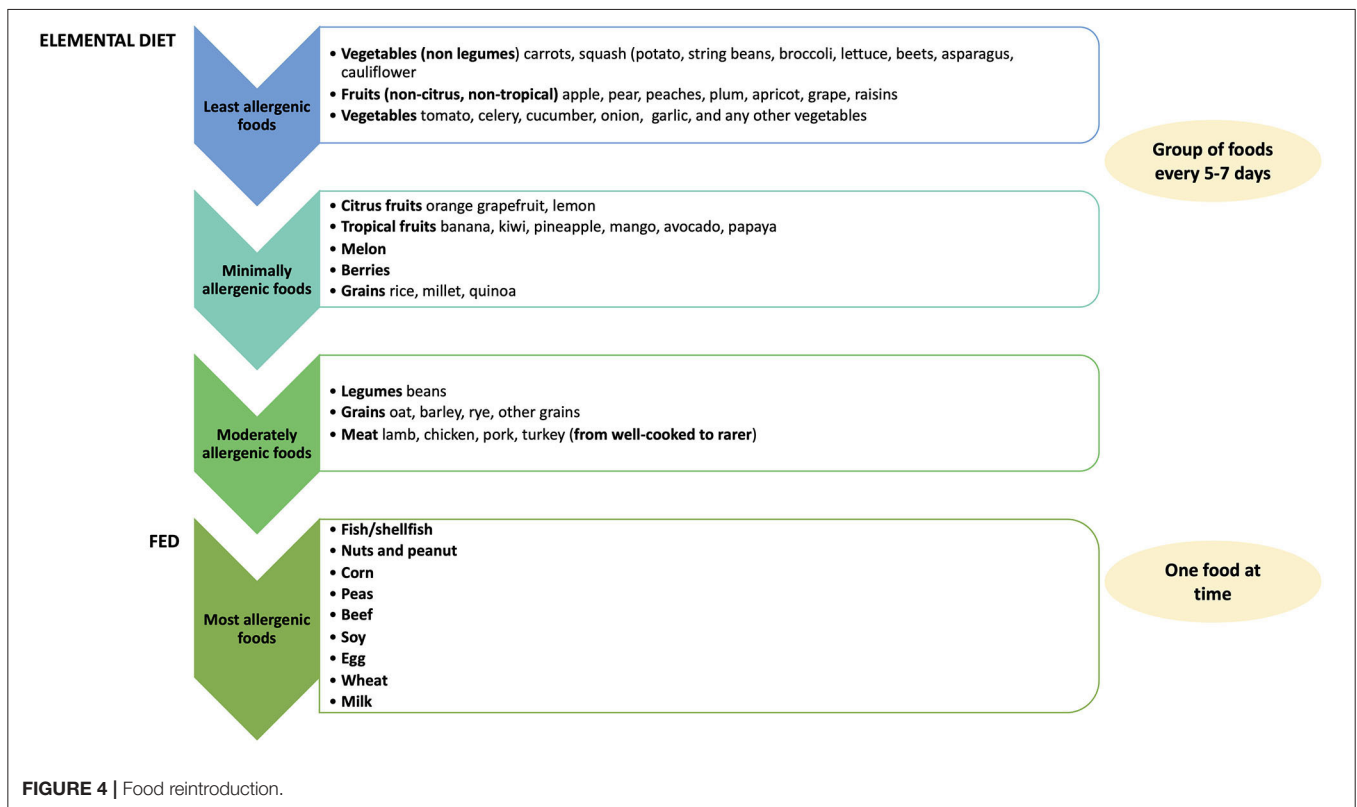 ELEMENTAL DIET
Least allergenic
foods
• Vegetables (non legumes) carrots, squash (potato, string beans, broccoli, lettuce, beets, asparagus,
cauliflower
• Fruits (non-citrus, non-tropical) apple, pear, peaches, plum, apricot, grape, raisins
• Vegetables tomato, celery, cucumber, onion, garlic, and any other vegetables
Group of foods
every 5-7 days
Minimally
allergenic foods
• Citrus fruits orange grapefruit, lemon
• Tropical fruits banana, kiwi, pineapple, mango, avocado, papaya
• Melon
• Berries
• Grains rice, millet, quinoa
Moderately
allergenic foods
• Legumes beans
• Grains oat, barley, rye, other grains
• Meat lamb, chicken, pork, turkey (from well-cooked to rarer)
FED
Most allergenic
foods
• Fish/shellfish
• Nuts and peanut
• Corn
• Peas
• Beef
• Soy
• Egg
• Wheat
• Milk
One food at
time
FIGURE 4 | Food reintroduction.